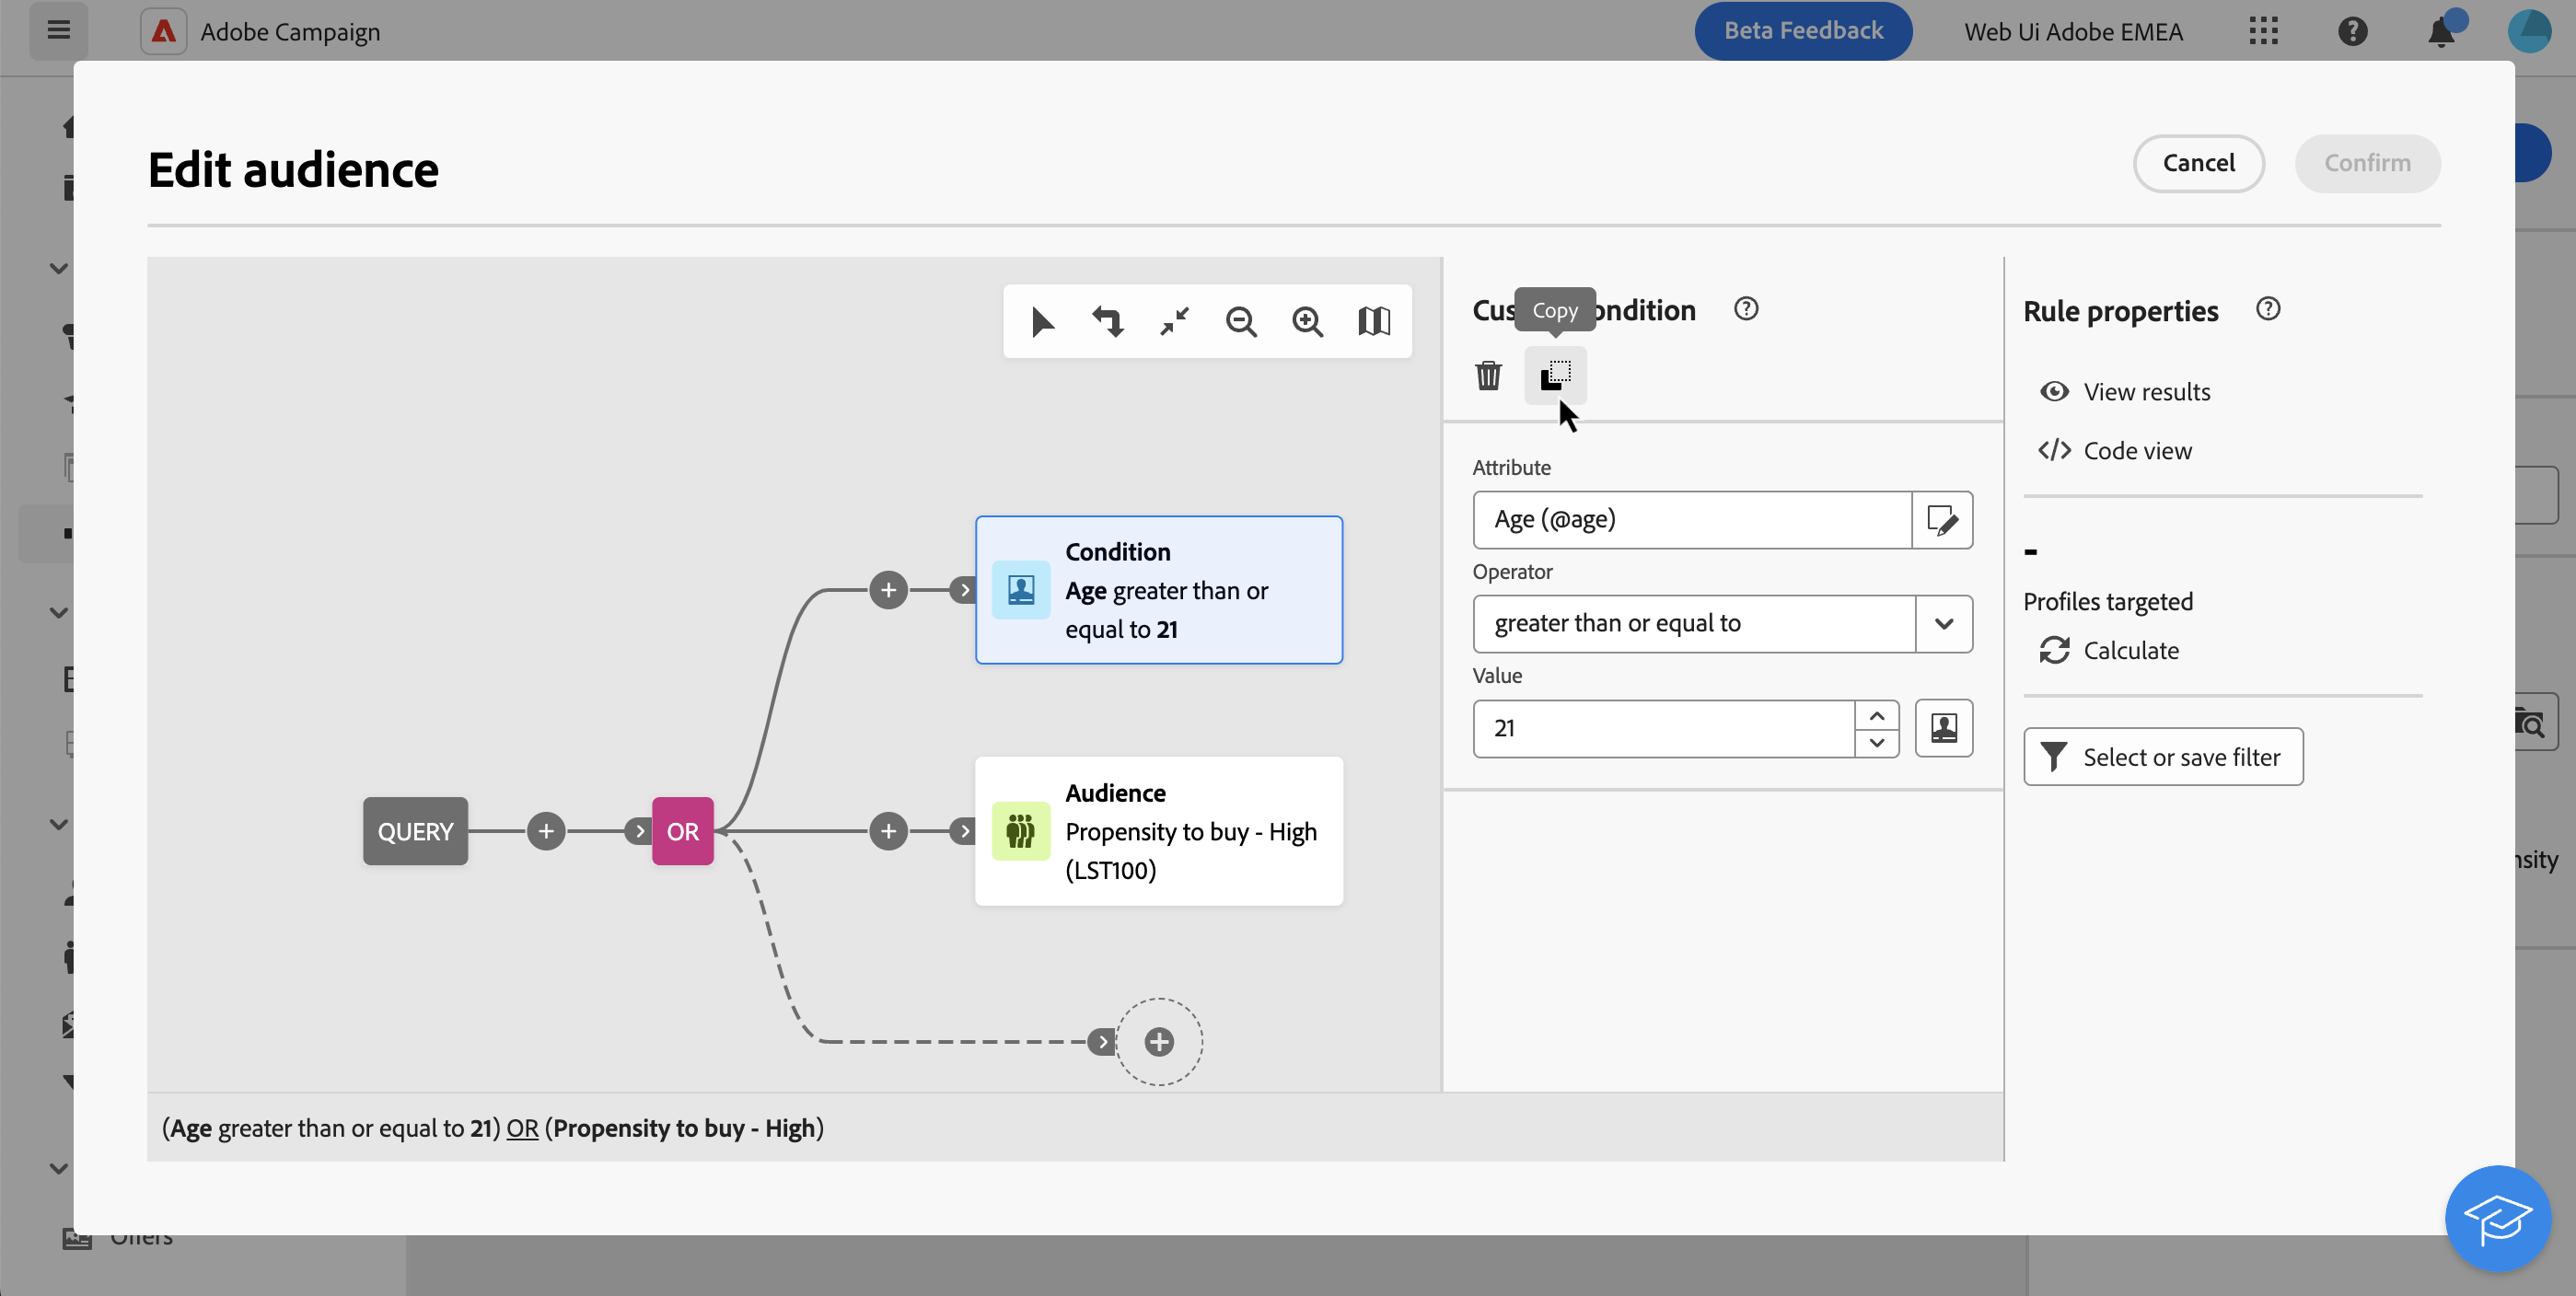 Adobe Campaign
Beta Feedback
Web Ui Adobe EMEA
Edit audience
Cancel
Confirm
Copy
Rule properties
View results
Code view
Attribute
Age (@age)
Operator
greater than or equal to
Value
21
Profiles targeted
Calculate
Select or save filter
Condition
Age greater than or
equal to 21
Audience
Propensity to buy - High
(LST100)
QUERY
OR
(Age greater than or equal to 21) OR (Propensity to buy - High)
Offers